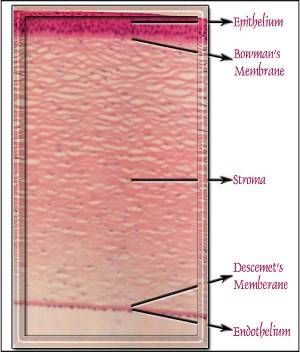 Epithelium
Bowman's
Membrane
Stroma
Descemet's
Memberane
Endothelium